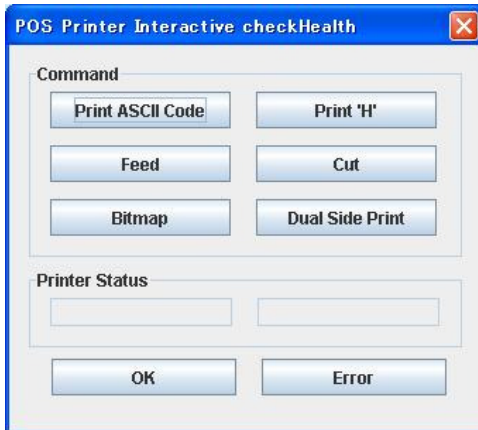 POS Printer Interactive checkHealth
Command
Print ASCII Code Print 'H'
Feed Cut
Bitmap Dual Side Print
Printer Status
OK Error